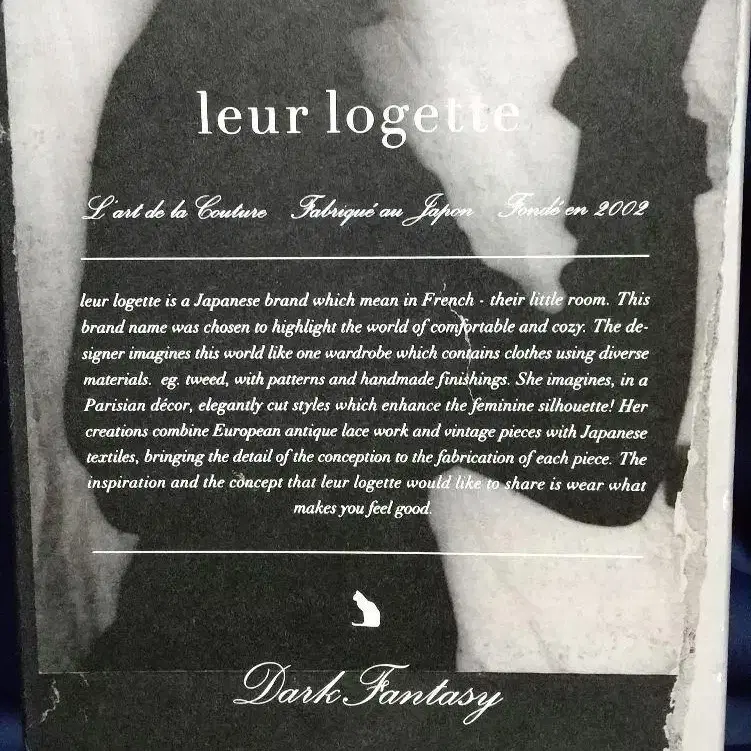 leur logette
L'art de la Couture Fabriqué au Japon Fondé en 2002
leur logette is a Japanese brand which mean in French - their little room. This
brand name was chosen to highlight the world of comfortable and cozy. The de-
signer imagines this world like one wardrobe which contains clothes using diverse
materials. eg. tweed, with patterns and handmade finishings. She imagines, in a
Parisian décor, elegantly cut styles which enhance the feminine silhouette! Her
creations combine European antique lace work and vintage pieces with Japanese
textiles, bringing the detail of the conception to the fabrication of each piece. The
inspiration and the concept that leur logette would like to share is wear what
makes you feel good.
Dark Fantasy